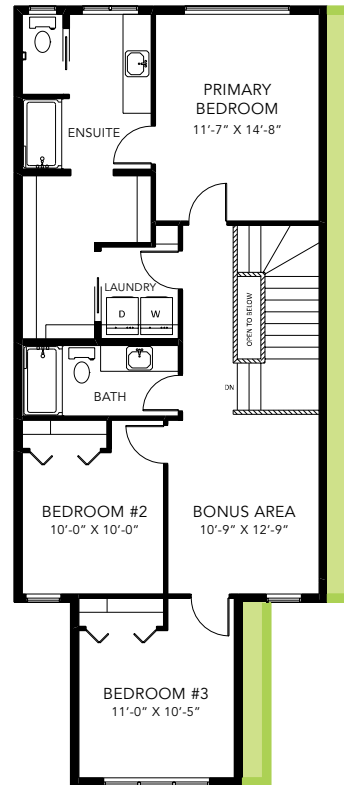 PRIMARY
BEDROOM
11'-7" X 14'-8"
ENSUITE
LAUNDRY
D
W
OPEN TO BELOW
DN
BATH
BEDROOM #2
10'-0" X 10'-0"
BONUS AREA
10'-9" X 12'-9"
BEDROOM #3
11'-0" X 10'-5"